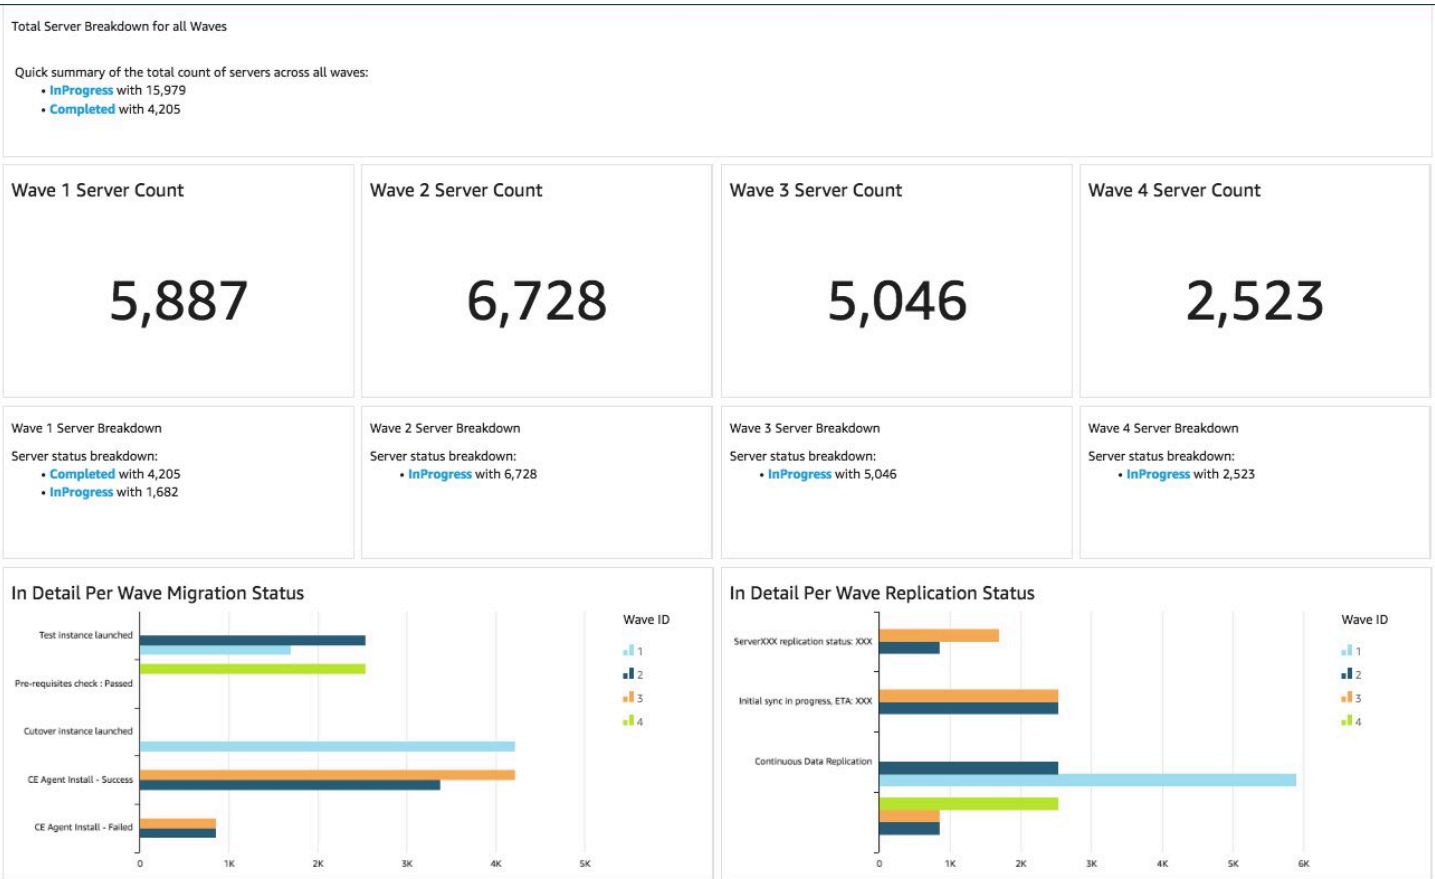 Total Server Breakdown for all Waves
Quick summary of the total count of servers across all waves:
• InProgress with 15,979
• Completed with 4,205
Wave 1 Server Count
5,887
Wave 2 Server Count
6,728
Wave 3 Server Count
5,046
Wave 4 Server Count
2,523
Wave 1 Server Breakdown
Server status breakdown:
• Completed with 4,205
• InProgress with 1,682
Wave 2 Server Breakdown
Server status breakdown:
• InProgress with 6,728
Wave 3 Server Breakdown
Server status breakdown:
• InProgress with 5,046
Wave 4 Server Breakdown
Server status breakdown:
• InProgress with 2,523
In Detail Per Wave Migration Status
Test instance launched
Pre-requisites check : Passed
Cutover instance launched
CE Agent Install - Success
CE Agent Install - Failed
0 1K 2K 3K 4K 5K
Wave ID
1
2
3
4
In Detail Per Wave Replication Status
ServerXXX replication status: XXX
Initial sync in progress, ETA: XXX
Continuous Data Replication
0 1K 2K 3K 4K 5K 6K
Wave ID
1
2
3
4